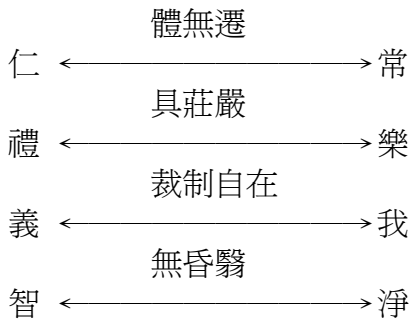 體無遷
仁 ←→ 常
具莊嚴
禮 ←→ 樂
裁制自在
義 ←→ 我
無昏翳
智 ←→ 淨